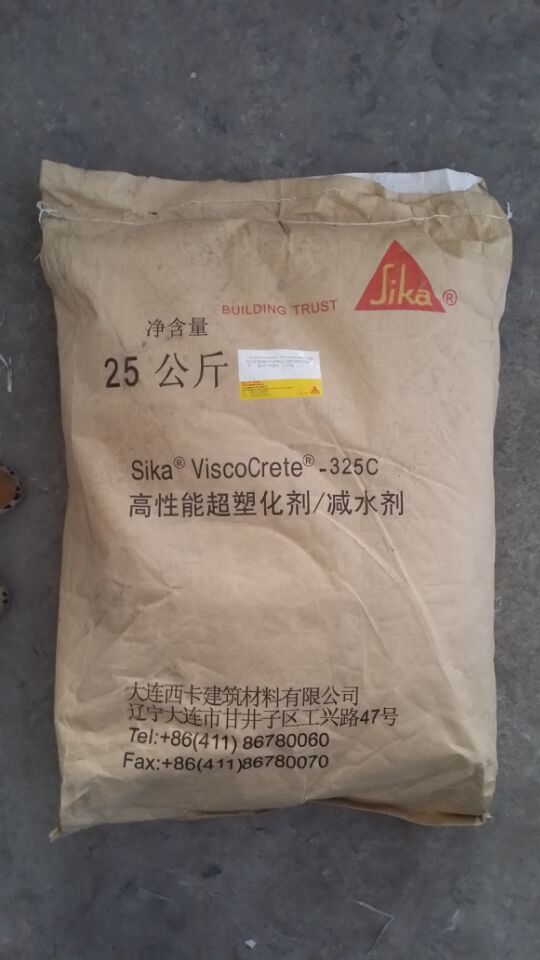 Sika®
BUILDING TRUST
净含量
25 公斤
Sika® ViscoCrete®-325C
高性能超塑化剂/减水剂
大连西卡建筑材料有限公司
辽宁大连市甘井子区工兴路47号
Tel:+86(411) 86780060
Fax:+86(411)86780070